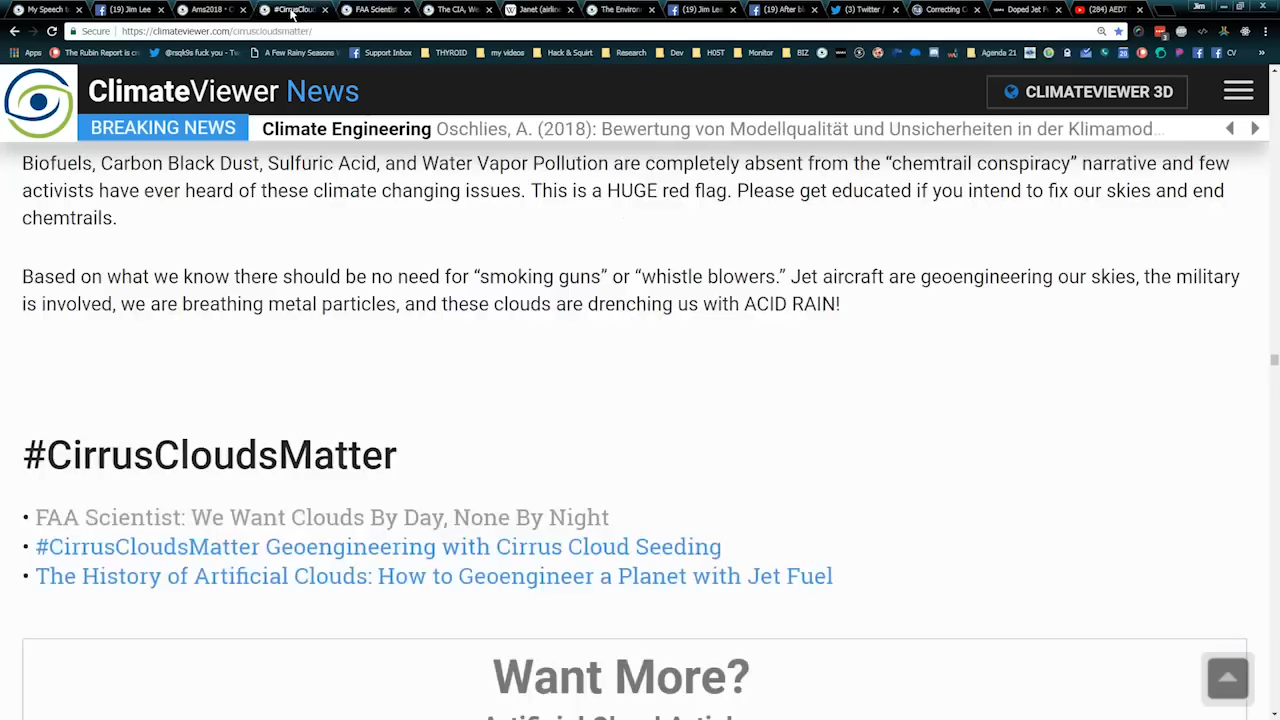 My Speech t
(19) Jim Lee
Ams2018 - C
#CirrusClou
FAA Scientist
The CIA, We
Janet (airline
The Environ
(19) Jim Lee
(19) After bl
(3) Twitter /
Correcting C
Doped Jet F
(284) AEDT
Jim
Secure
https://climateviewer.com/cirruscloudsmatter/
Apps
The Rubin Report is c
@rsqk9s fuck you - Tw
A Few Rainy Seasons
Support Inbox
THYROID
my videos
Hack & Squirt
Research
Dev
H05T
Monitor
BIZ
Agenda 21
CV
ClimateViewer News
CLIMATEVIEWER 3D
BREAKING NEWS
Climate Engineering Oschlies, A. (2018): Bewertung von Modellqualität und Unsicherheiten in der Klimamod...
Biofuels, Carbon Black Dust, Sulfuric Acid, and Water Vapor Pollution are completely absent from the “chemtrail conspiracy” narrative and few
activists have ever heard of these climate changing issues. This is a HUGE red flag. Please get educated if you intend to fix our skies and end
chemtrails.
Based on what we know there should be no need for “smoking guns” or “whistle blowers.” Jet aircraft are geoengineering our skies, the military
is involved, we are breathing metal particles, and these clouds are drenching us with ACID RAIN!
#CirrusCloudsMatter
• FAA Scientist: We Want Clouds By Day, None By Night
• #CirrusCloudsMatter Geoengineering with Cirrus Cloud Seeding
• The History of Artificial Clouds: How to Geoengineer a Planet with Jet Fuel
Want More?
Artificial Cloud Articl